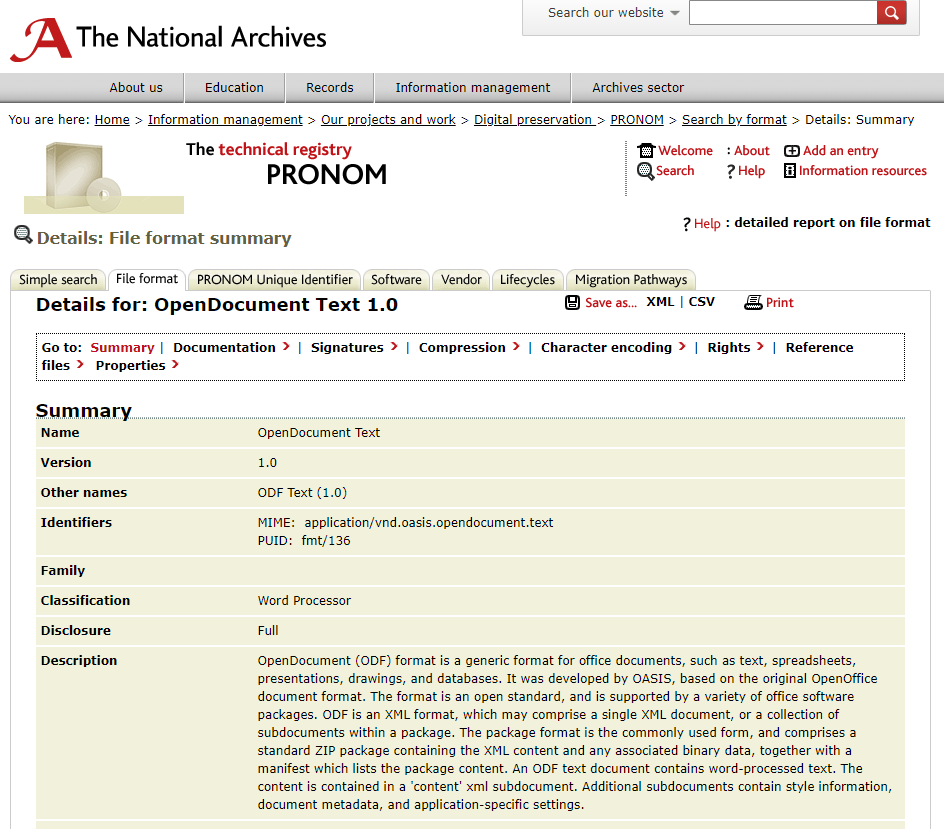 Search our website
The National Archives
About us Education Records Information management Archives sector
You are here: Home > Information management > Our projects and work > Digital preservation > PRONOM > Search by format > Details: Summary
The technical registry
PRONOM
Welcome : About Add an entry
Search ? Help Information resources
Details: File format summary
? Help : detailed report on file format
Simple search File format PRONOM Unique Identifier Software Vendor Lifecycles Migration Pathways
Details for: OpenDocument Text 1.0
Save as... XML | CSV Print
Go to: Summary | Documentation > | Signatures > | Compression > | Character encoding > | Rights > | Reference
files > Properties >
Summary
Name OpenDocument Text
Version 1.0
Other names ODF Text (1.0)
Identifiers MIME: application/vnd.oasis.opendocument.text
PUID: fmt/136
Family
Classification Word Processor
Disclosure Full
Description OpenDocument (ODF) format is a generic format for office documents, such as text, spreadsheets,
presentations, drawings, and databases. It was developed by OASIS, based on the original OpenOffice
document format. The format is an open standard, and is supported by a variety of office software
packages. ODF is an XML format, which may comprise a single XML document, or a collection of
subdocuments within a package. The package format is the commonly used form, and comprises a
standard ZIP package containing the XML content and any associated binary data, together with a
manifest which lists the package content. An ODF text document contains word-processed text. The
content is contained in a 'content' xml subdocument. Additional subdocuments contain style information,
document metadata, and application-specific settings.